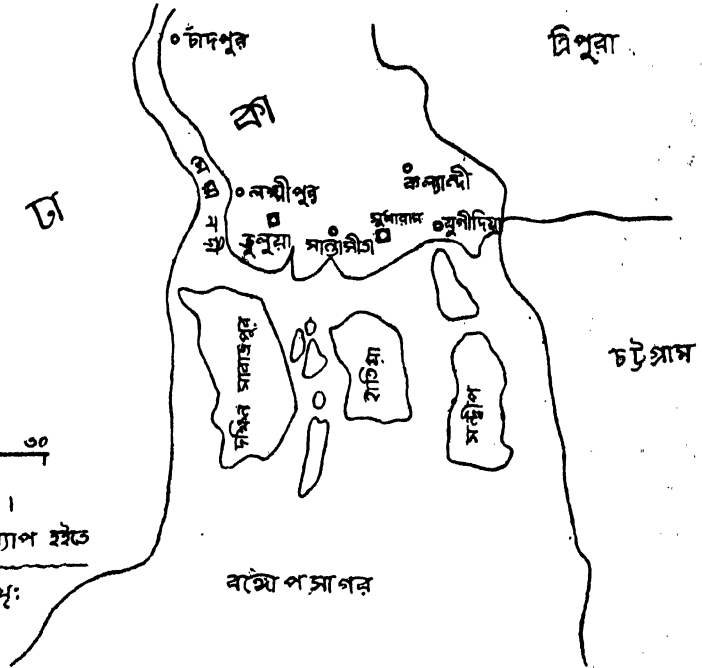 চাঁদপুর
ত্রিপুরা
কা
ঢা
লক্ষ্মীপুর
কল্যান্দী
ভুলুয়া
সুধারাম
যুগীদিয়া
দক্ষিন সাবাজপুর
হাতিয়া
সন্দ্বীপ
চট্টগ্রাম
৩০
।
্যাপ হইতে
পৃঃ
বঙ্গোপসাগর